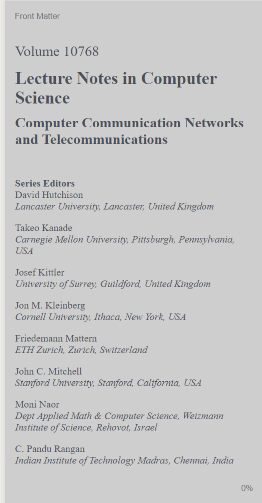 Front Matter
Volume 10768
Lecture Notes in Computer
Science
Computer Communication Networks
and Telecommunications
Series Editors
David Hutchison
Lancaster University, Lancaster, United Kingdom
Takeo Kanade
Carnegie Mellon University, Pittsburgh, Pennsylvania,
USA
Josef Kittler
University of Surrey, Guildford, United Kingdom
Jon M. Kleinberg
Cornell University, Ithaca, New York, USA
Friedemann Mattern
ETH Zurich, Zurich, Switzerland
John C. Mitchell
Stanford University, Stanford, California, USA
Moni Naor
Dept Applied Math & Computer Science, Weizmann
Institute of Science, Rehovot, Israel
C. Pandu Rangan
Indian Institute of Technology Madras, Chennai, India
0%